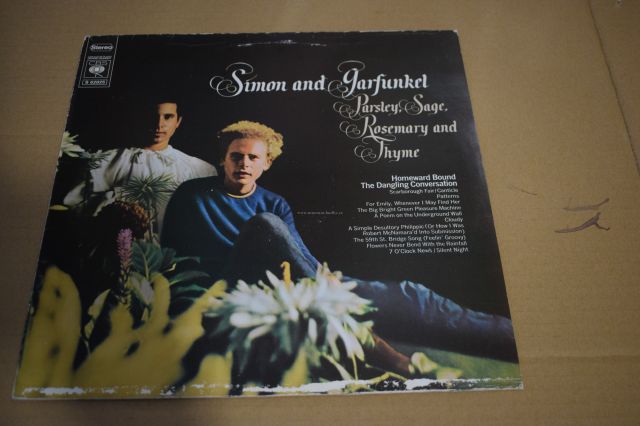 Stereo
CBS
S 62825
Simon and Garfunkel
Parsley, Sage,
Rosemary and
Thyme
Homeward Bound
The Dangling Conversation
Scarborough Fair/Canticle
Patterns
For Emily, Whenever I May Find Her
The Big Bright Green Pleasure Machine
A Poem on the Underground Wall
Cloudy
A Simple Desultory Philippic (Or How I Was
Robert McNamara'd Into Submission)
The 59th St. Bridge Song (Feelin' Groovy)
Flowers Never Bend With the Rainfall
7 O'Clock News/Silent Night